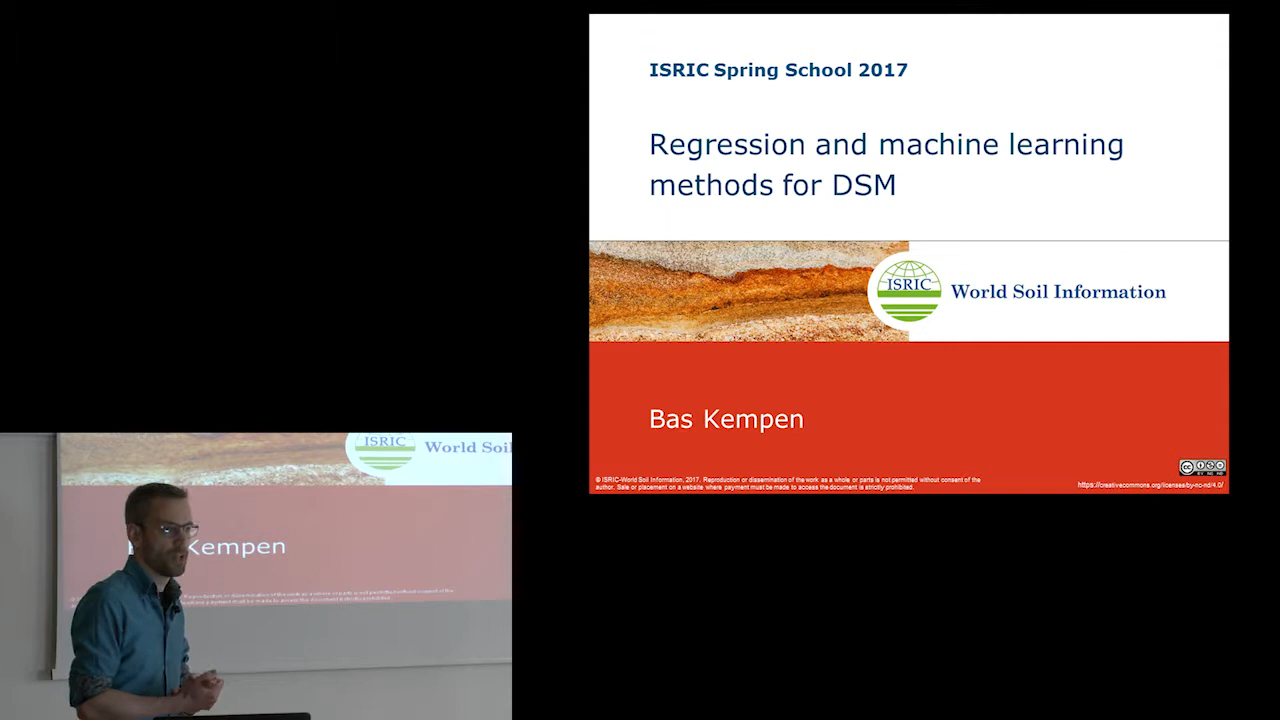 ISRIC Spring School 2017
Regression and machine learning
methods for DSM
ISRIC
World Soil Information
Bas Kempen
© ISRIC-World Soil Information, 2017. Reproduction or dissemination of the work as a whole or parts is not permitted without consent of the
author. Sale or placement on a website where payment must be made to access the document is strictly prohibited.
BY NC ND
https://creativecommons.org/licenses/by-nc-nd/4.0/
ISRIC
World Soil
Kempen